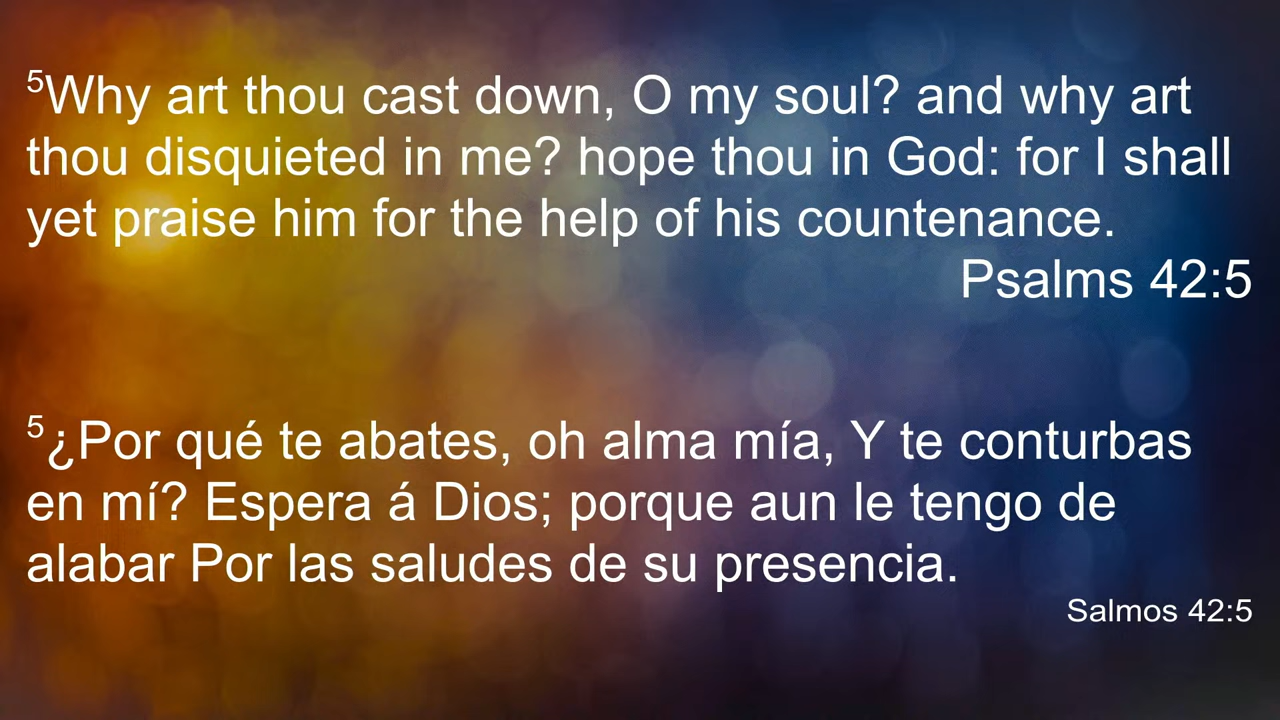 ⁵Why art thou cast down, O my soul? and why art
thou disquieted in me? hope thou in God: for I shall
yet praise him for the help of his countenance.
Psalms 42:5
⁵¿Por qué te abates, oh alma mía, Y te conturbas
en mí? Espera á Dios; porque aun le tengo de
alabar Por las saludes de su presencia.
Salmos 42:5